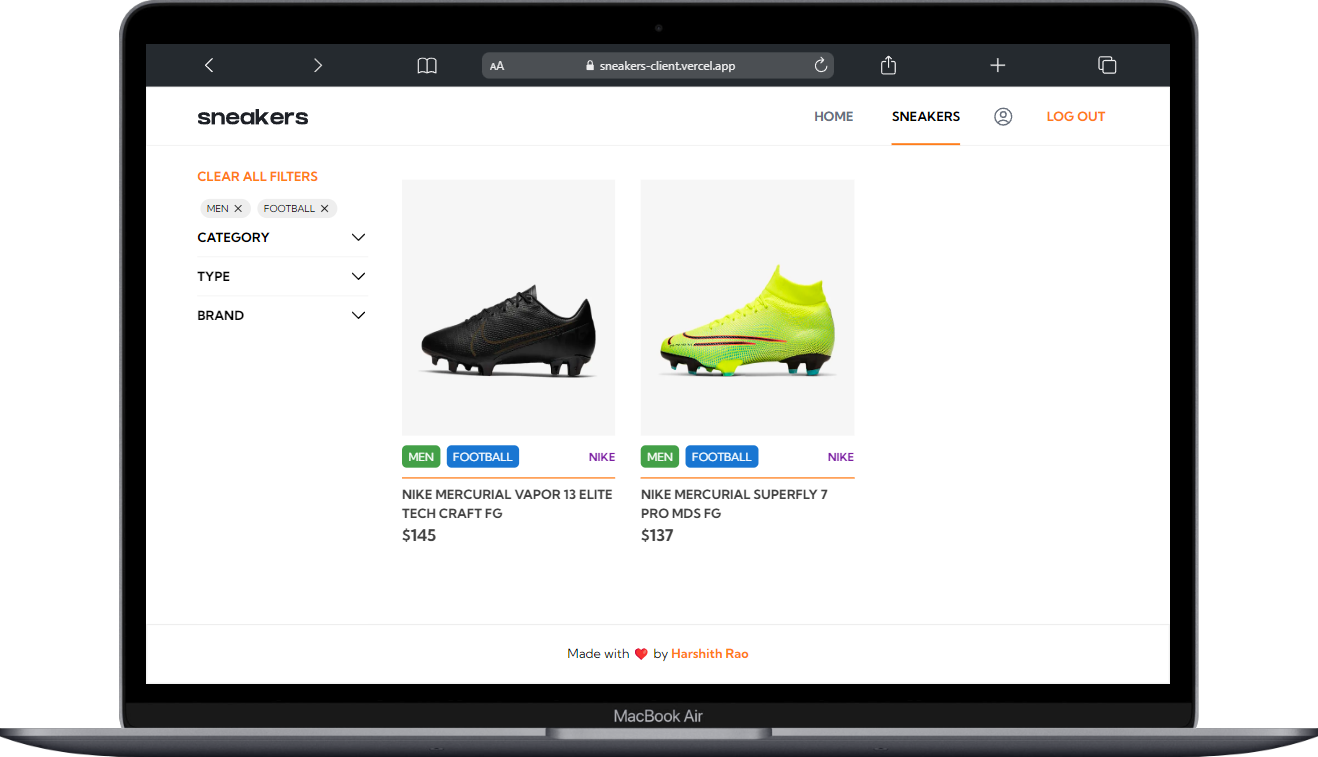 AA sneakers-client.vercel.app
sneakers
HOME SNEAKERS LOG OUT
CLEAR ALL FILTERS
MEN FOOTBALL
CATEGORY
TYPE
BRAND
MEN FOOTBALL NIKE
NIKE MERCURIAL VAPOR 13 ELITE
TECH CRAFT FG
$145
MEN FOOTBALL NIKE
NIKE MERCURIAL SUPERFLY 7
PRO MDS FG
$137
Made with ❤ by Harshith Rao
MacBook Air